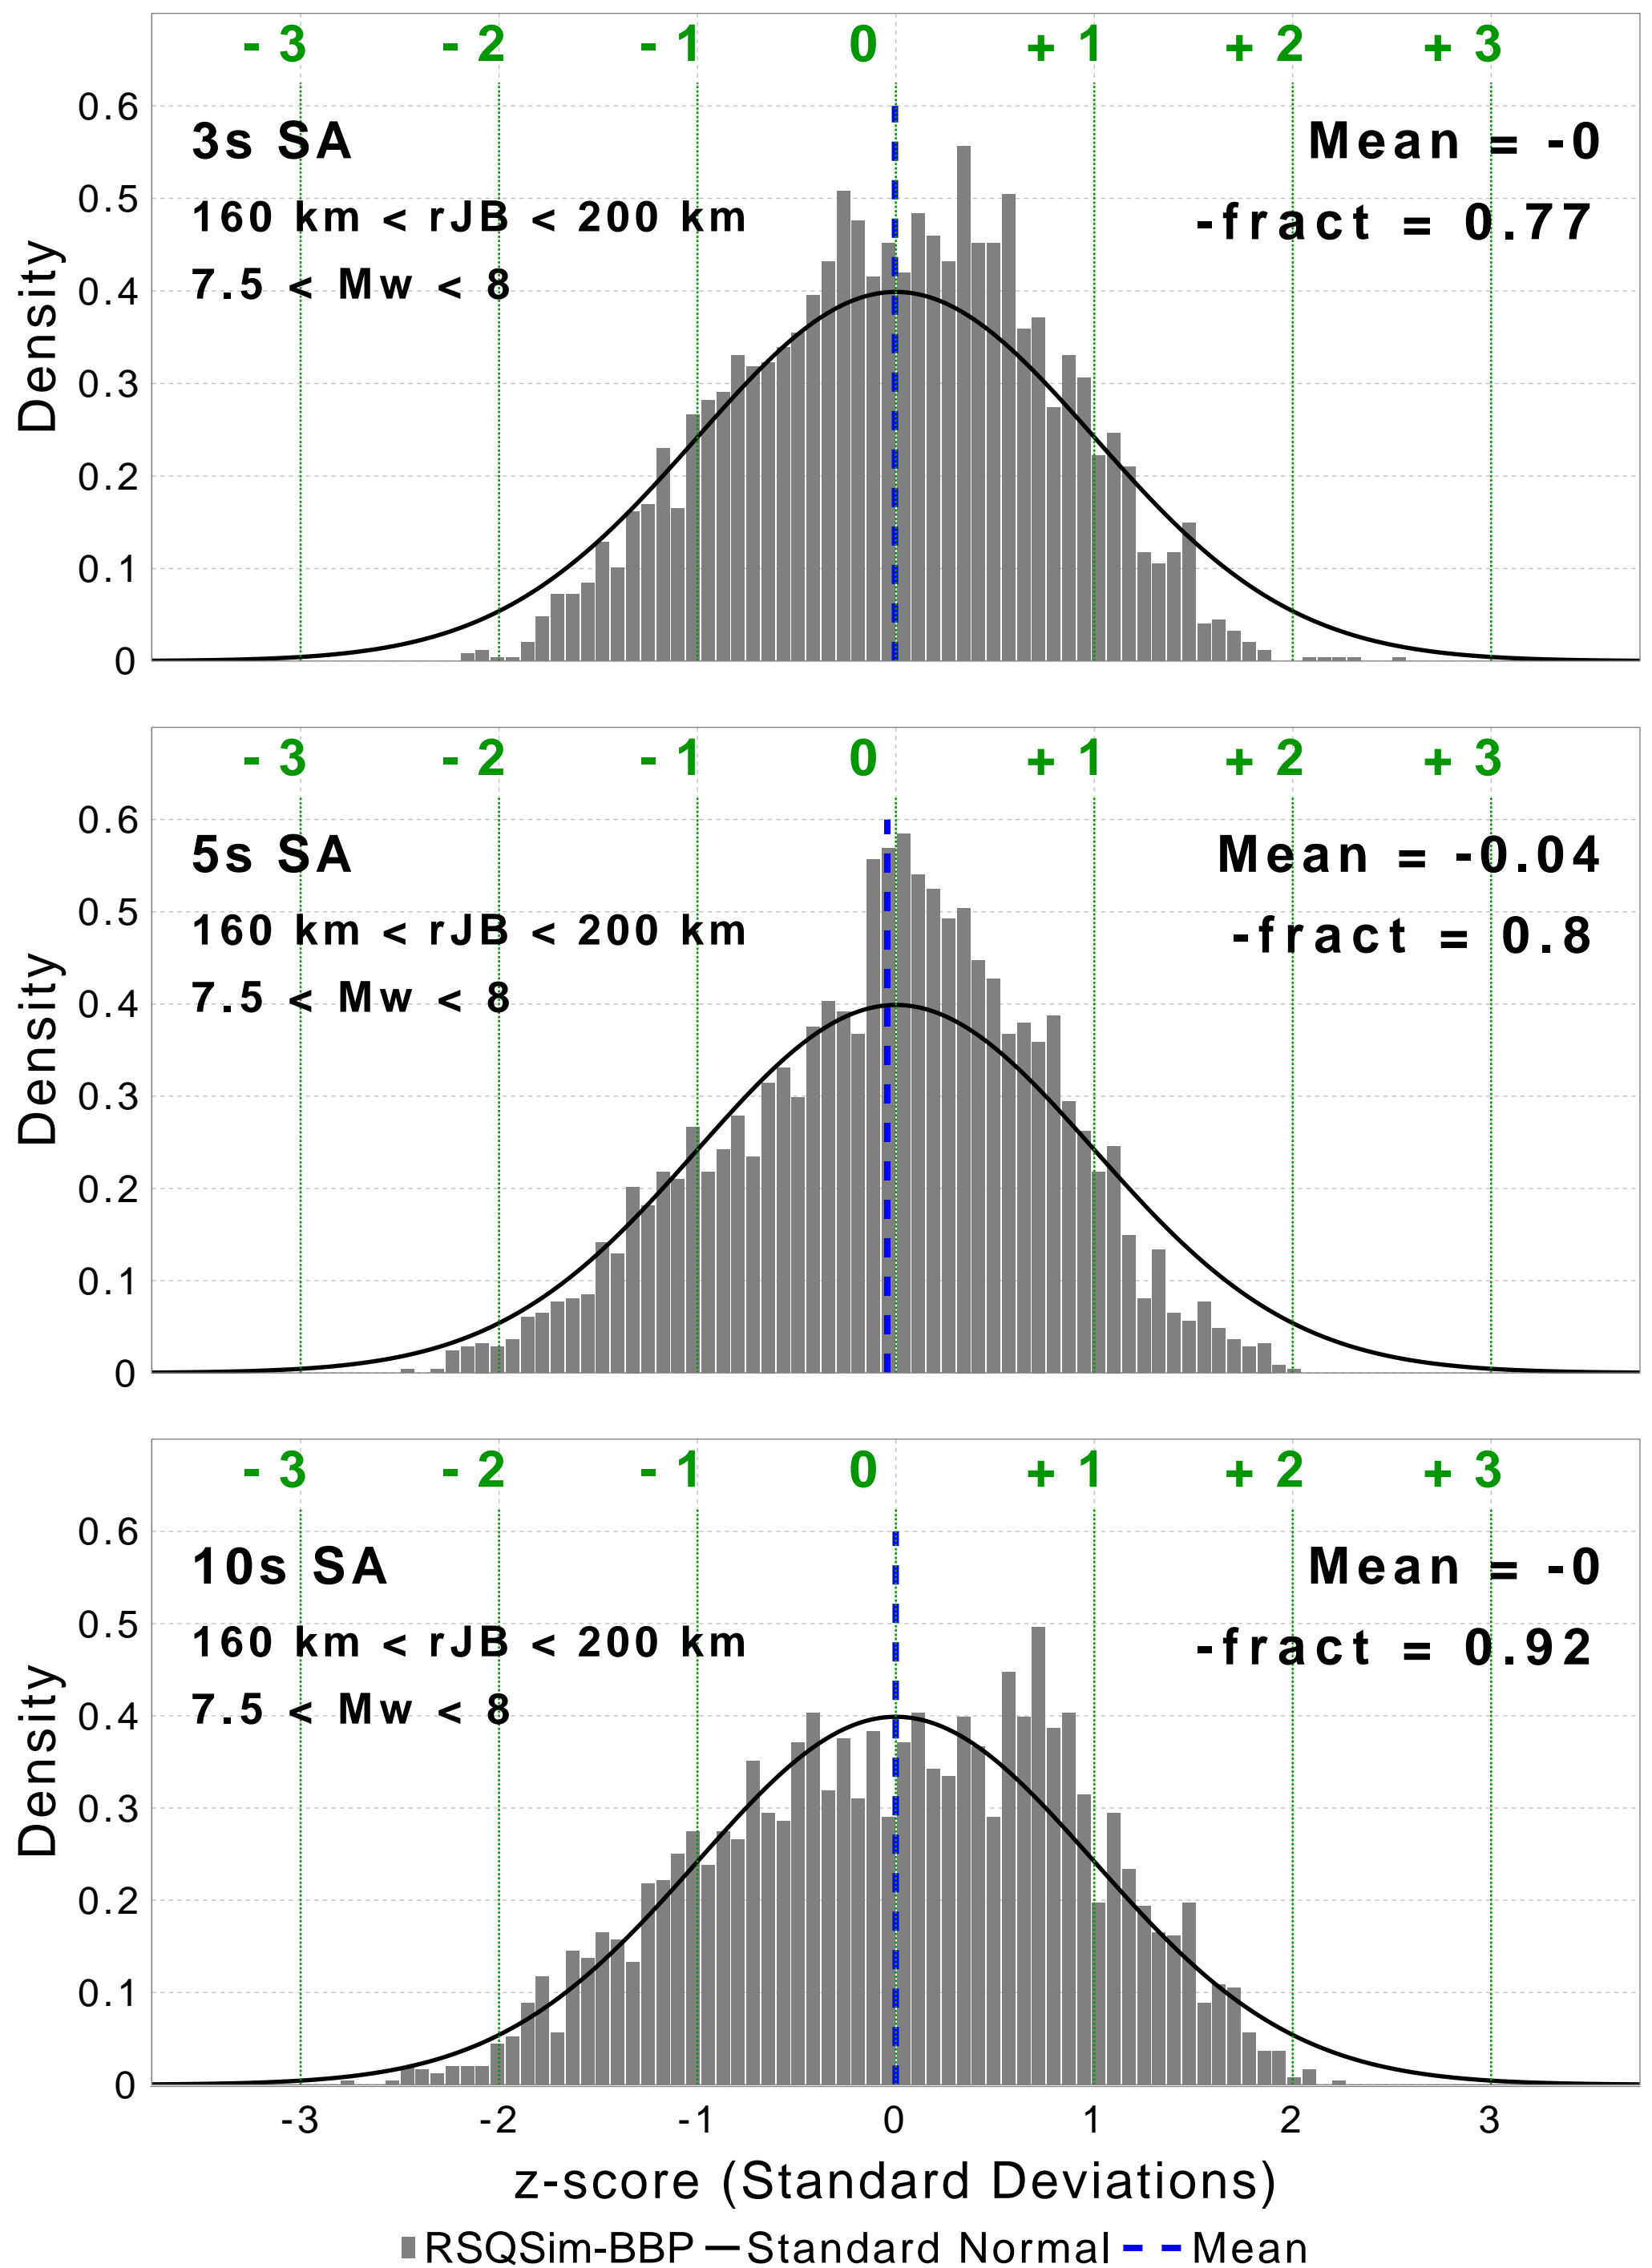 - 3 - 2 - 1 0 + 1 + 2 + 3
0.6
3s SA
Mean = -0
0.5
160 km < rJB < 200 km
-fract = 0.77
7.5 < Mw < 8
0.4
Density
0.3
0.2
0.1
0
- 3 - 2 - 1 0 + 1 + 2 + 3
0.6
5s SA
Mean = -0.04
0.5
160 km < rJB < 200 km
-fract = 0.8
7.5 < Mw < 8
0.4
Density
0.3
0.2
0.1
0
- 3 - 2 - 1 0 + 1 + 2 + 3
0.6
10s SA
Mean = -0
0.5
160 km < rJB < 200 km
-fract = 0.92
7.5 < Mw < 8
0.4
Density
0.3
0.2
0.1
0
-3 -2 -1 0 1 2 3
z-score (Standard Deviations)
RSQSim-BBP Standard Normal Mean